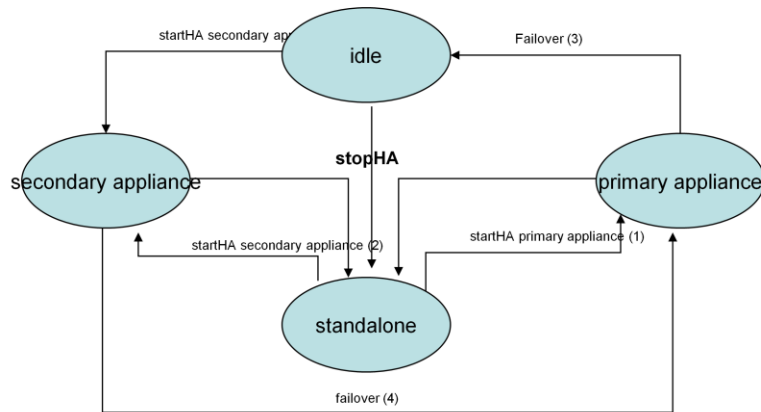 startHA secondary app
idle
Failover (3)
stopHA
secondary appliance
primary appliance
startHA secondary appliance (2)
startHA primary appliance (1)
standalone
failover (4)